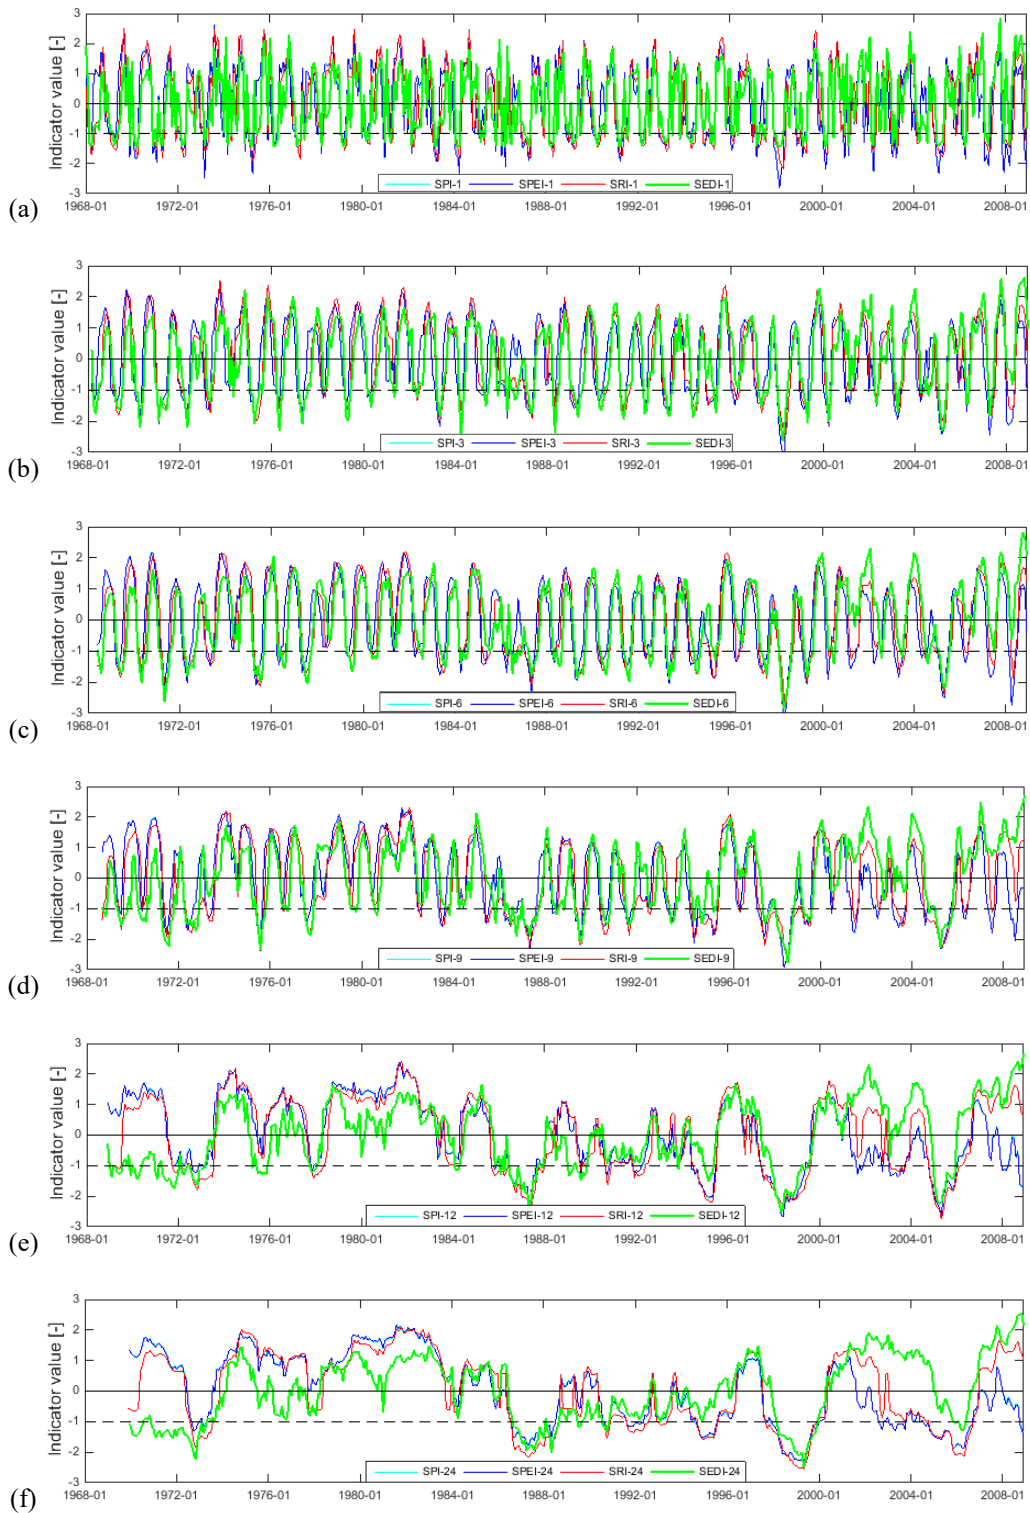 3
2
1
0
-1
-2
-3
Indicator value [-]
SPI-1 SPEI-1 SRI-1 SEDI-1
1968-01 1972-01 1976-01 1980-01 1984-01 1988-01 1992-01 1996-01 2000-01 2004-01 2008-01
(a)
3
2
1
0
-1
-2
-3
Indicator value [-]
SPI-3 SPEI-3 SRI-3 SEDI-3
1968-01 1972-01 1976-01 1980-01 1984-01 1988-01 1992-01 1996-01 2000-01 2004-01 2008-01
(b)
3
2
1
0
-1
-2
-3
Indicator value [-]
SPI-6 SPEI-6 SRI-6 SEDI-6
1968-01 1972-01 1976-01 1980-01 1984-01 1988-01 1992-01 1996-01 2000-01 2004-01 2008-01
(c)
3
2
1
0
-1
-2
-3
Indicator value [-]
SPI-9 SPEI-9 SRI-9 SEDI-9
1968-01 1972-01 1976-01 1980-01 1984-01 1988-01 1992-01 1996-01 2000-01 2004-01 2008-01
(d)
3
2
1
0
-1
-2
-3
Indicator value [-]
SPI-12 SPEI-12 SRI-12 SEDI-12
1968-01 1972-01 1976-01 1980-01 1984-01 1988-01 1992-01 1996-01 2000-01 2004-01 2008-01
(e)
3
2
1
0
-1
-2
-3
Indicator value [-]
SPI-24 SPEI-24 SRI-24 SEDI-24
1968-01 1972-01 1976-01 1980-01 1984-01 1988-01 1992-01 1996-01 2000-01 2004-01 2008-01
(f)